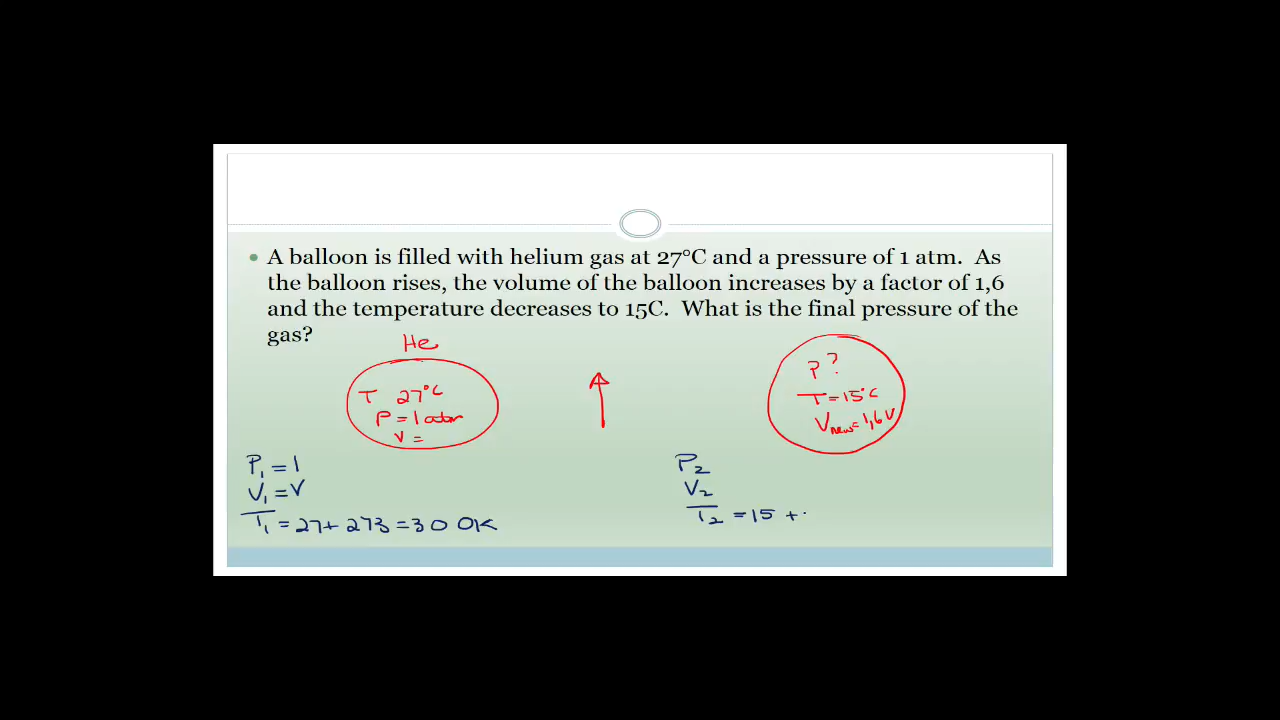 A balloon is filled with helium gas at 27°C and a pressure of 1 atm. As
the balloon rises, the volume of the balloon increases by a factor of 1,6
and the temperature decreases to 15C. What is the final pressure of the
gas?
He
T 27°C
P = 1 atm
V =
P ?
T = 15°C
Vnew = 1,6 V
P₁ = 1
V₁ = V
T₁ = 27 + 273 = 300K
P₂
V₂
T₂ = 15 +